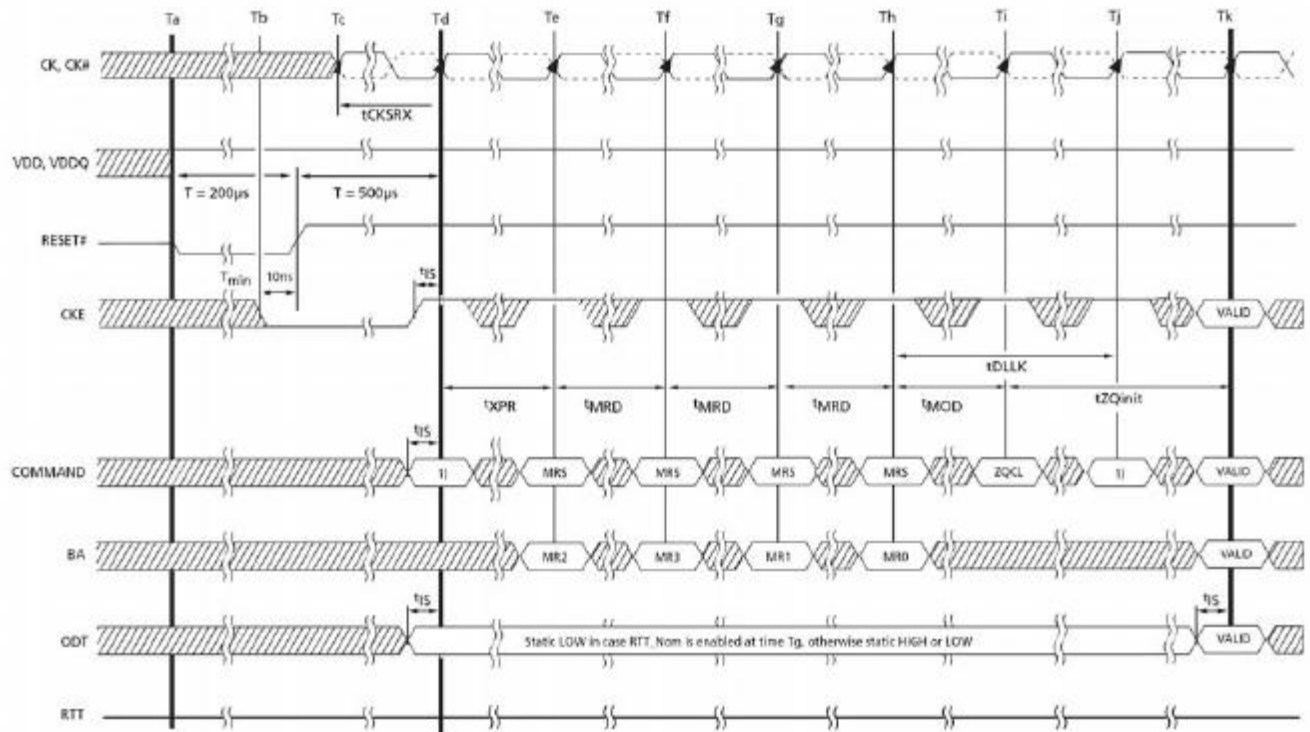 Ta Tb Tc Td Te Tf Tg Th Ti Tj Tk
CK, CK#
tCKSRX
VDD, VDDQ
T = 200µs T = 500µs
RESET#
Tmin 10ns tIS
CKE VALID
tDLLK
tXPR tMRD tMRD tMRD tMOD tZQinit
tIS
COMMAND 1) MRS MRS MRS MRS ZQCL 1) VALID
BA MR2 MR3 MR1 MR0 VALID
tIS tIS
ODT Static LOW in case RTT_Nom is enabled at time Tg, otherwise static HIGH or LOW VALID
RTT